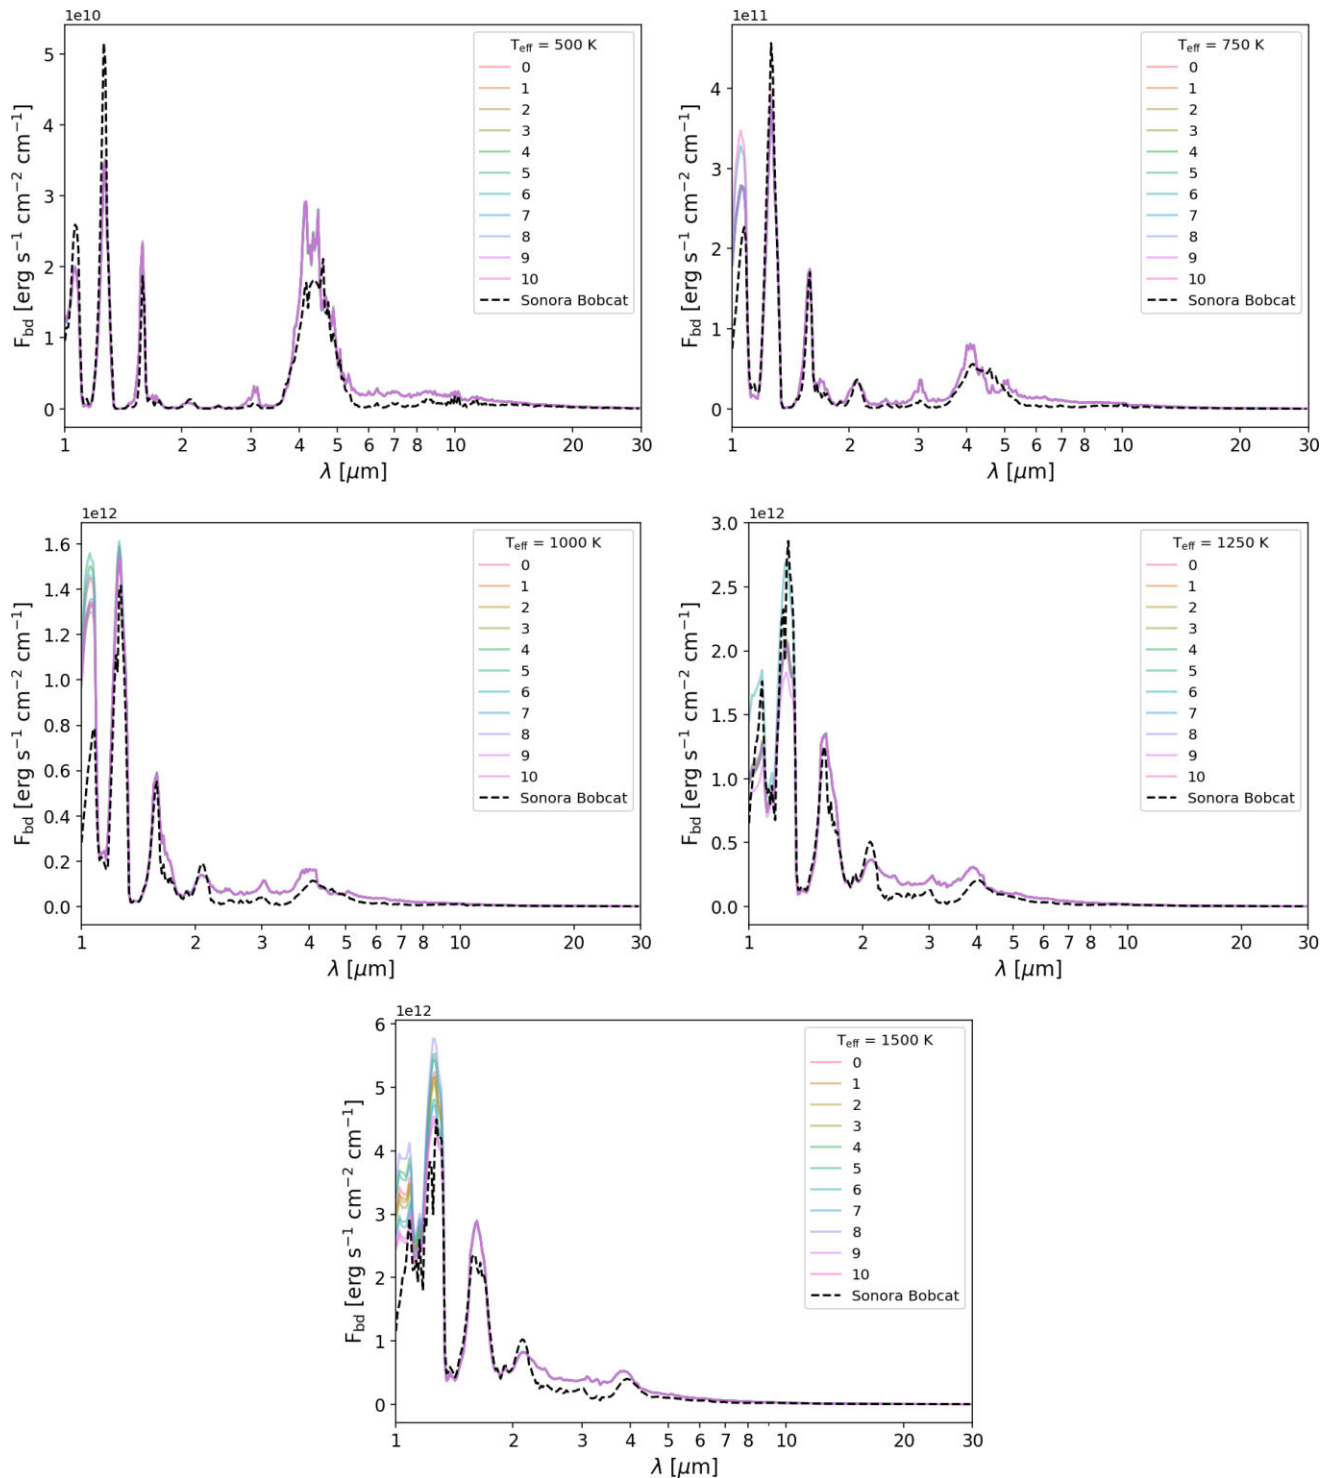 1e10
F_bd [erg s⁻¹ cm⁻² cm⁻¹]
5
4
3
2
1
0
T_eff = 500 K
0
1
2
3
4
5
6
7
8
9
10
Sonora Bobcat
1 2 3 4 5 6 7 8 10 20 30
λ [μm]
1e11
F_bd [erg s⁻¹ cm⁻² cm⁻¹]
4
3
2
1
0
T_eff = 750 K
0
1
2
3
4
5
6
7
8
9
10
Sonora Bobcat
1 2 3 4 5 6 7 8 10 20 30
λ [μm]
1e12
F_bd [erg s⁻¹ cm⁻² cm⁻¹]
1.6
1.4
1.2
1.0
0.8
0.6
0.4
0.2
0.0
T_eff = 1000 K
0
1
2
3
4
5
6
7
8
9
10
Sonora Bobcat
1 2 3 4 5 6 7 8 10 20 30
λ [μm]
1e12
F_bd [erg s⁻¹ cm⁻² cm⁻¹]
3.0
2.5
2.0
1.5
1.0
0.5
0.0
T_eff = 1250 K
0
1
2
3
4
5
6
7
8
9
10
Sonora Bobcat
1 2 3 4 5 6 7 8 10 20 30
λ [μm]
1e12
F_bd [erg s⁻¹ cm⁻² cm⁻¹]
6
5
4
3
2
1
0
T_eff = 1500 K
0
1
2
3
4
5
6
7
8
9
10
Sonora Bobcat
1 2 3 4 5 6 7 8 10 20 30
λ [μm]